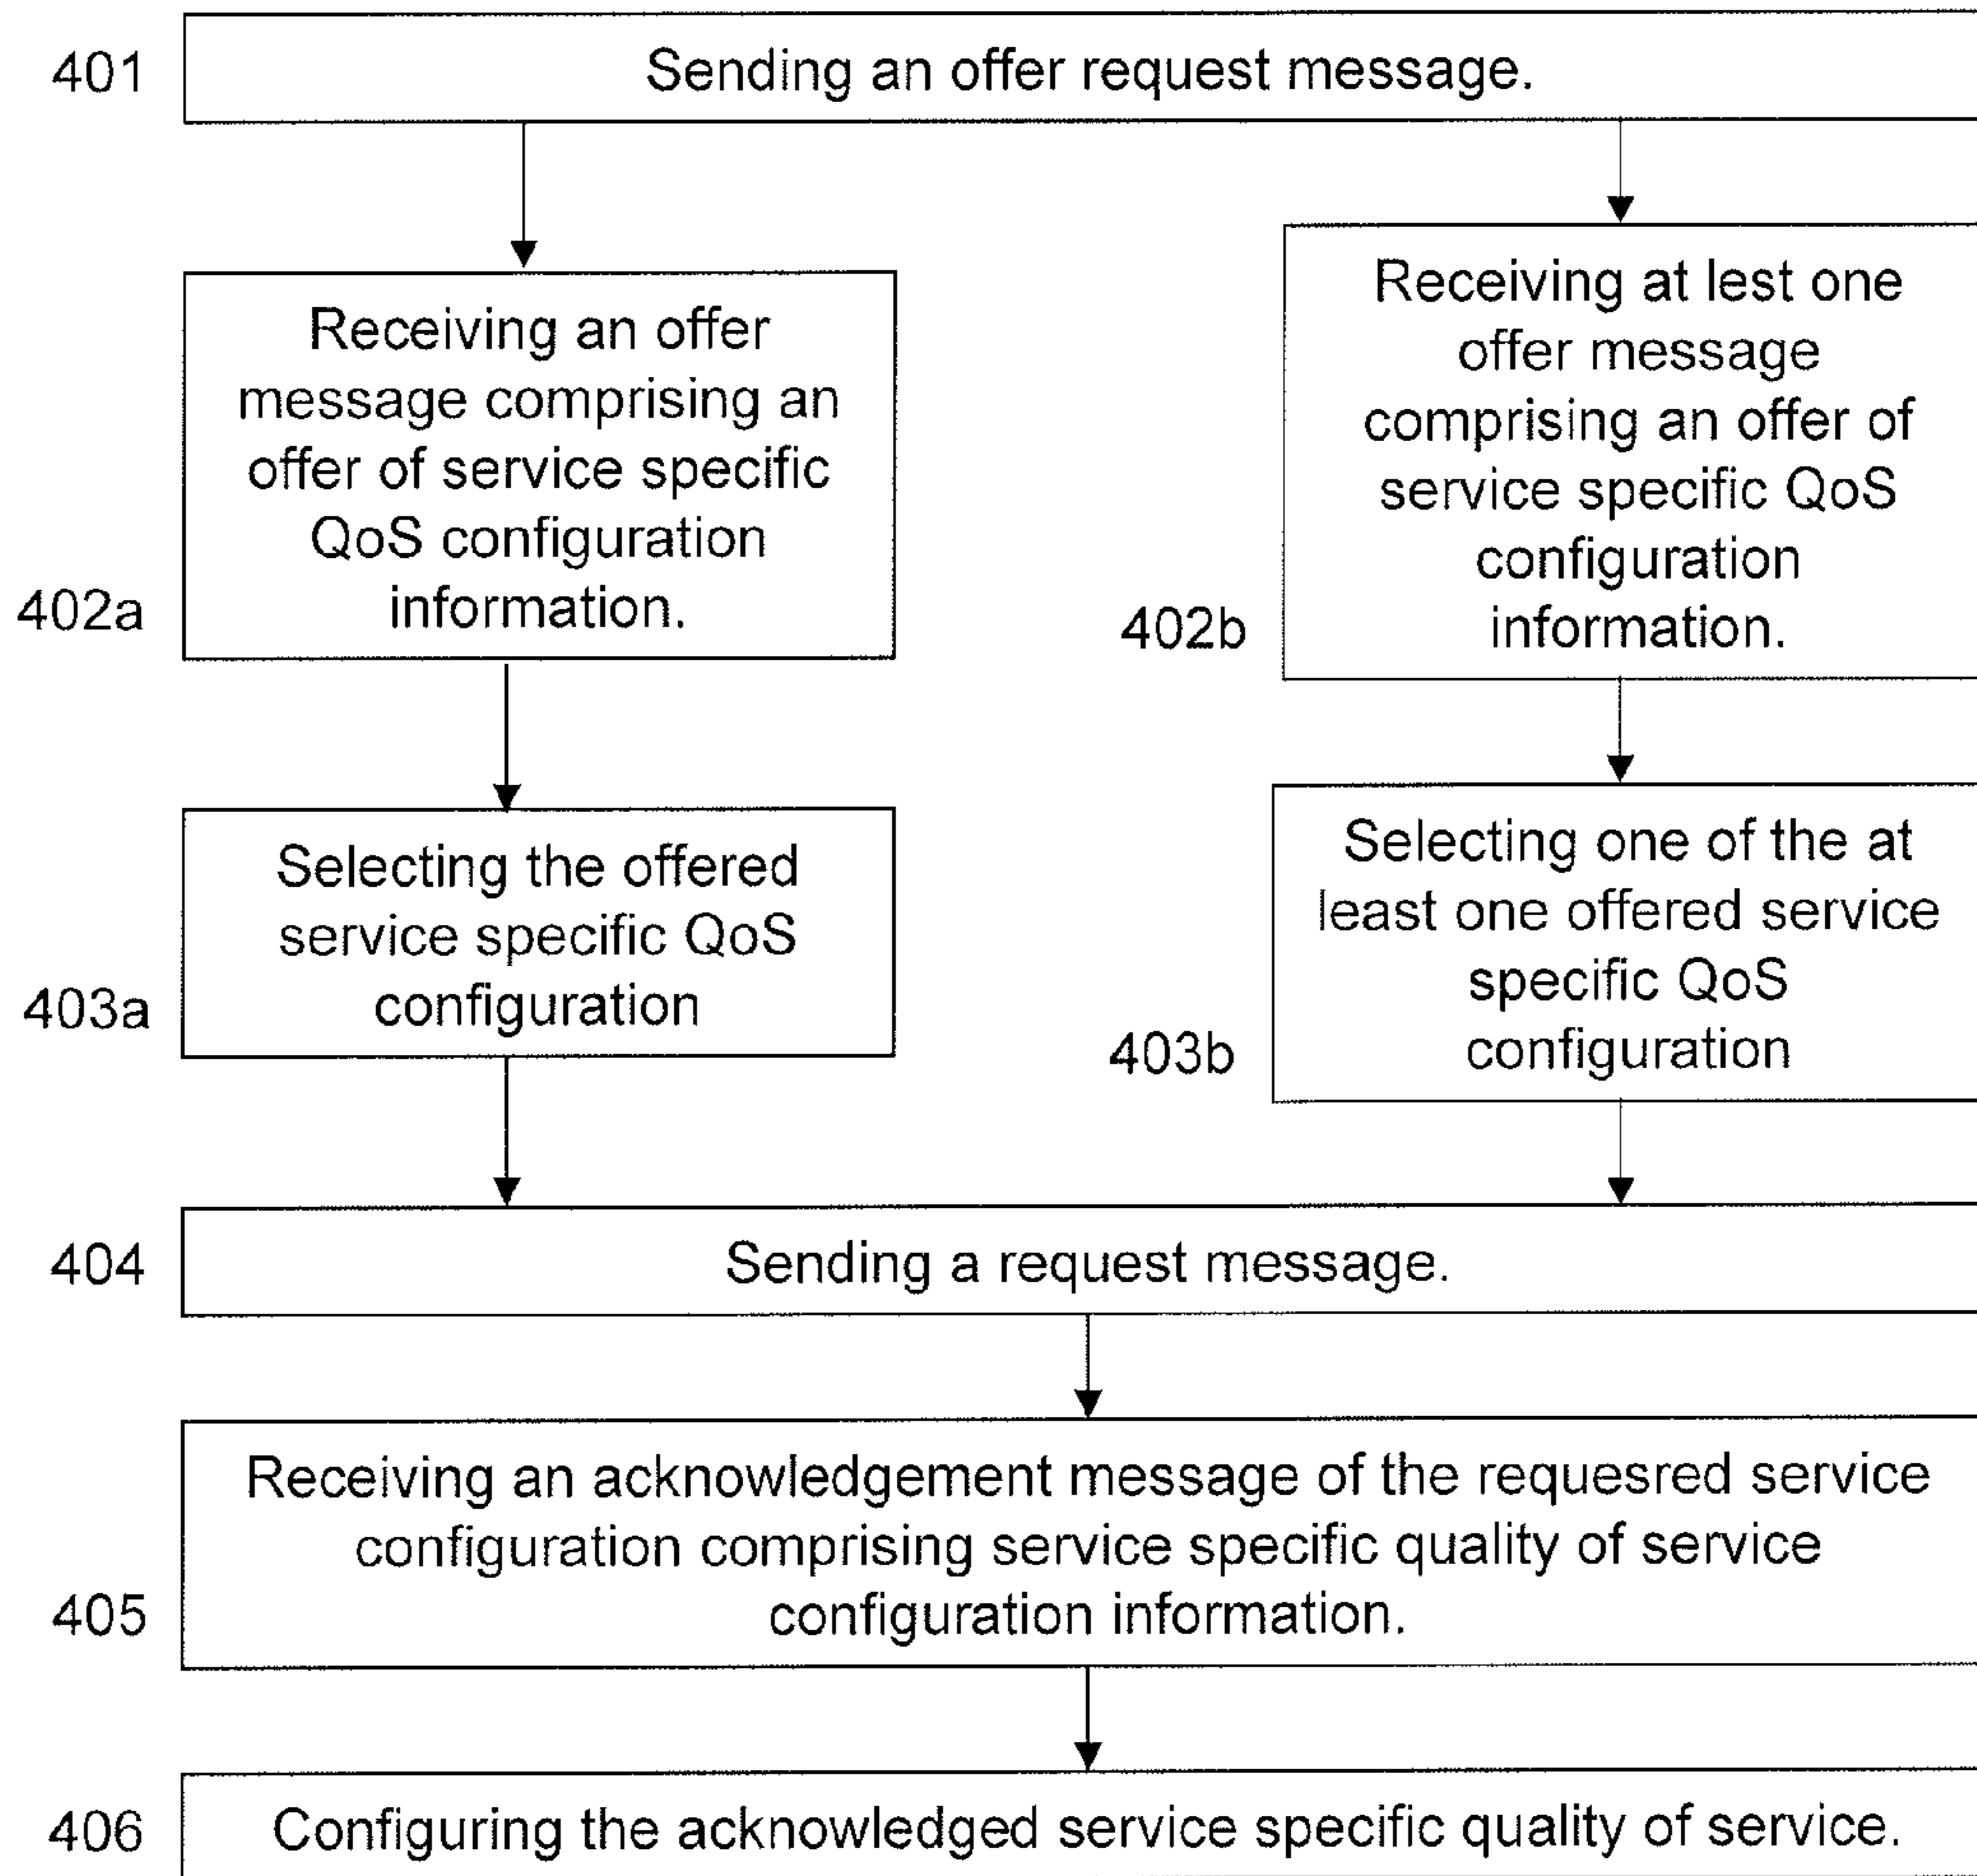 401
Sending an offer request message.
Receiving an offer
message comprising an
offer of service specific
QoS configuration
information.
402a
Receiving at lest one
offer message
comprising an offer of
service specific QoS
configuration
information.
402b
Selecting the offered
service specific QoS
configuration
403a
Selecting one of the at
least one offered service
specific QoS
configuration
403b
404
Sending a request message.
Receiving an acknowledgement message of the requesred service
configuration comprising service specific quality of service
configuration information.
405
406
Configuring the acknowledged service specific quality of service.